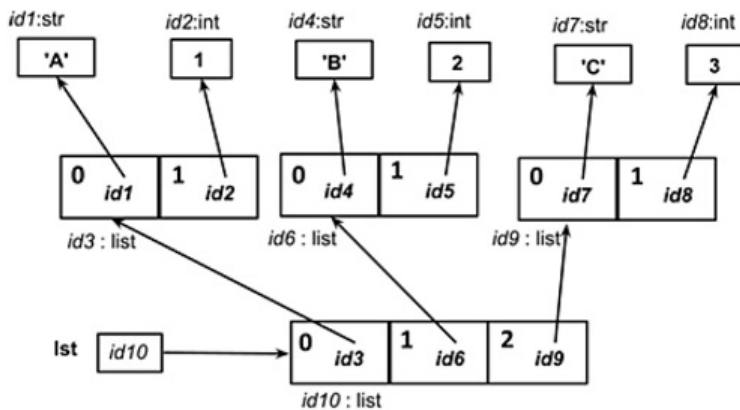 id1:str id2:int id4:str id5:int id7:str id8:int
'A' 1 'B' 2 'C' 3
0 id1 1 id2 0 id4 1 id5 0 id7 1 id8
id3 : list id6 : list id9 : list
lst id10 0 id3 1 id6 2 id9
id10 : list